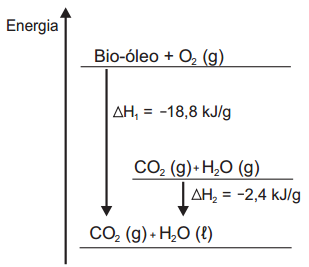 Energia
Bio-óleo + O₂ (g)
ΔH₁ = −18,8 kJ/g
CO₂ (g)+H₂O (g)
ΔH₂ = −2,4 kJ/g
CO₂ (g)+H₂O (ℓ)